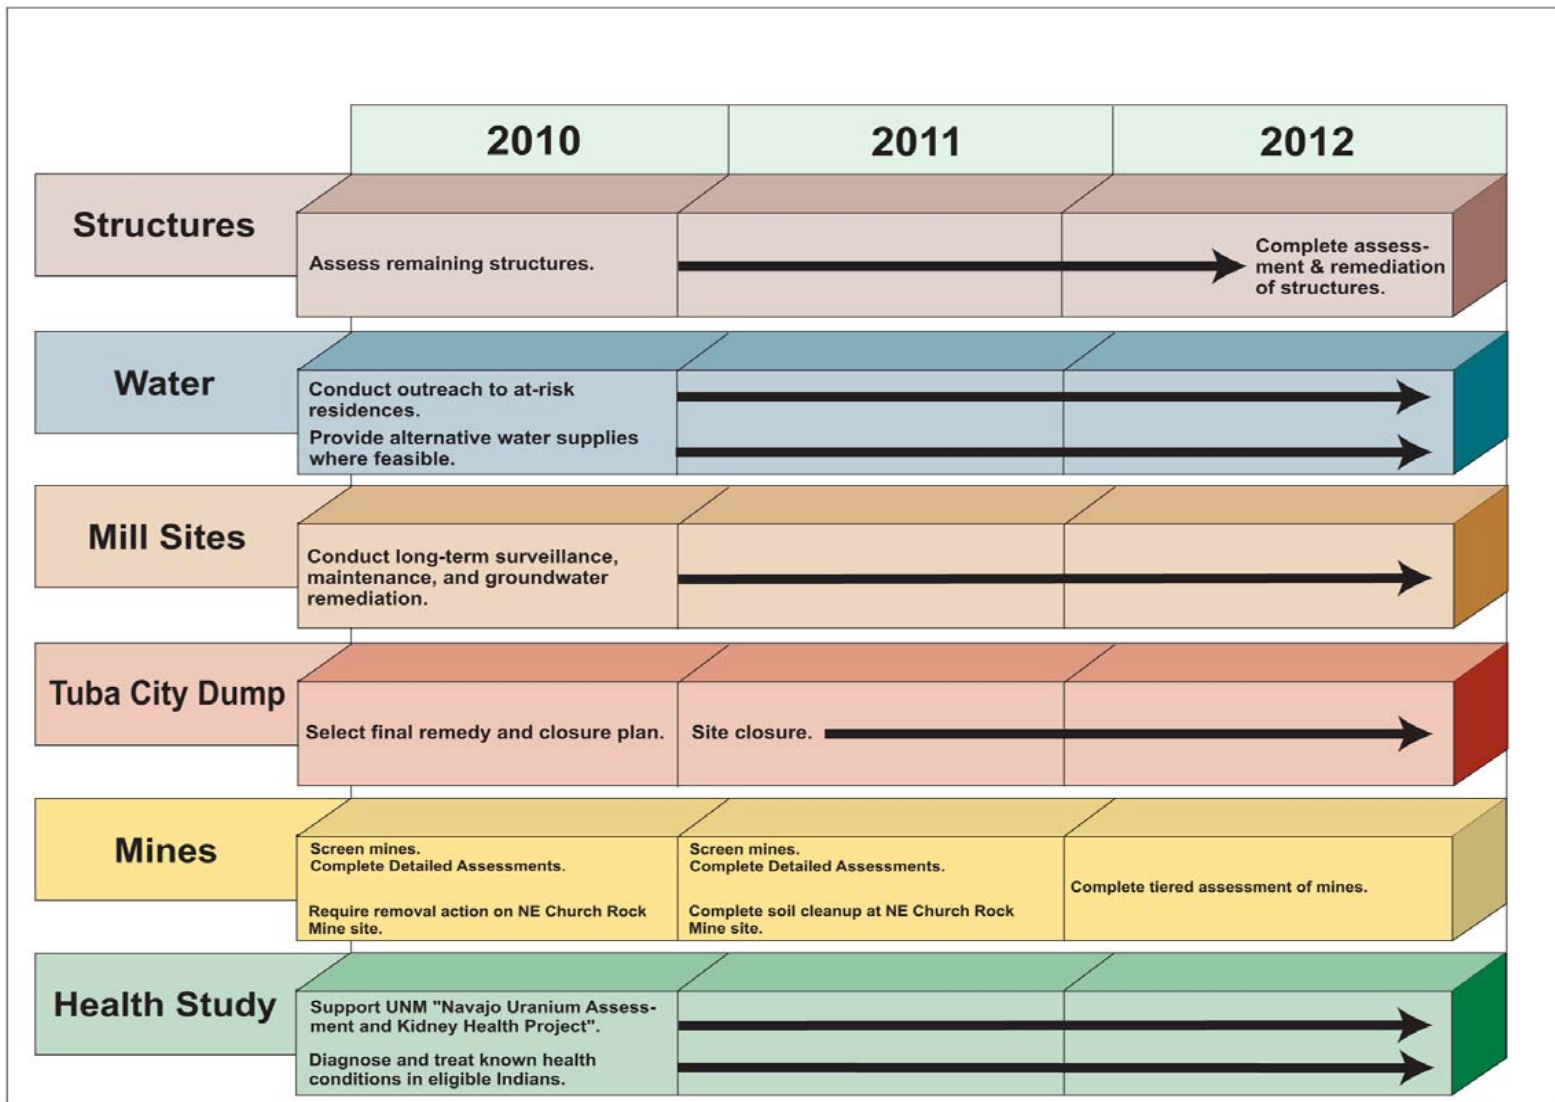 2010
2011
2012
Structures
Assess remaining structures.
Complete assess-
ment & remediation
of structures.
Water
Conduct outreach to at-risk
residences.
Provide alternative water supplies
where feasible.
Mill Sites
Conduct long-term surveillance,
maintenance, and groundwater
remediation.
Tuba City Dump
Select final remedy and closure plan.
Site closure.
Mines
Screen mines.
Complete Detailed Assessments.
Require removal action on NE Church Rock
Mine site.
Screen mines.
Complete Detailed Assessments.
Complete soil cleanup at NE Church Rock
Mine site.
Complete tiered assessment of mines.
Health Study
Support UNM "Navajo Uranium Assess-
ment and Kidney Health Project".
Diagnose and treat known health
conditions in eligible Indians.